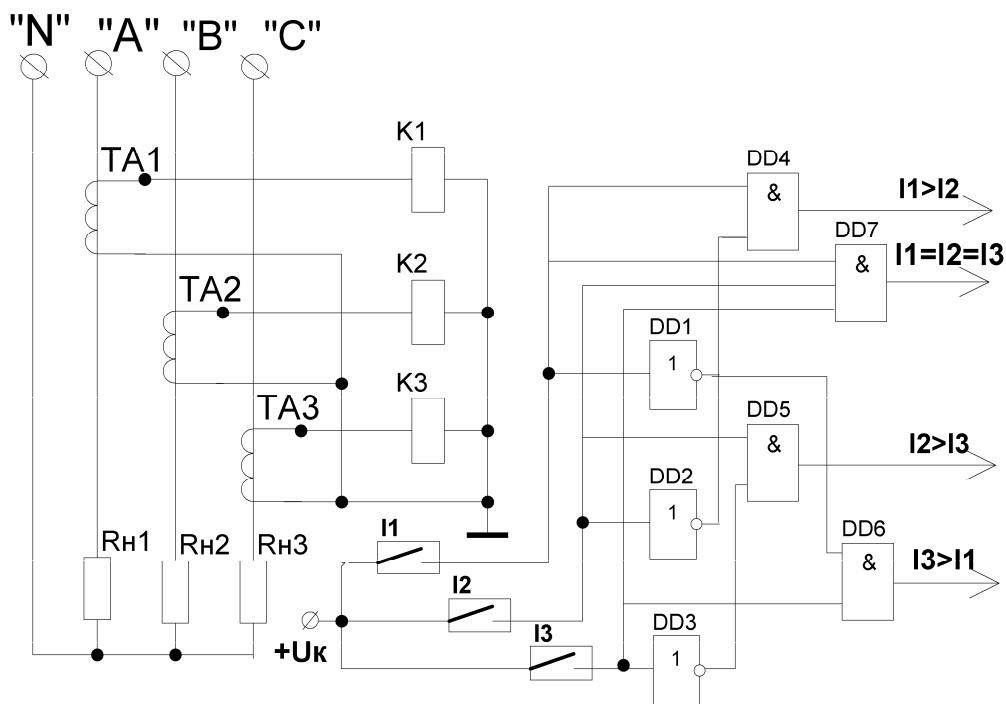 "N" "A" "B" "C"
K1
TA1
DD4
&
I1>I2
DD7
&
I1=I2=I3
K2
TA2
DD1
1
K3
TA3
DD5
&
I2>I3
DD2
1
Rн1
Rн2
Rн3
I1
DD6
&
I3>I1
I2
+Uк
I3
DD3
1